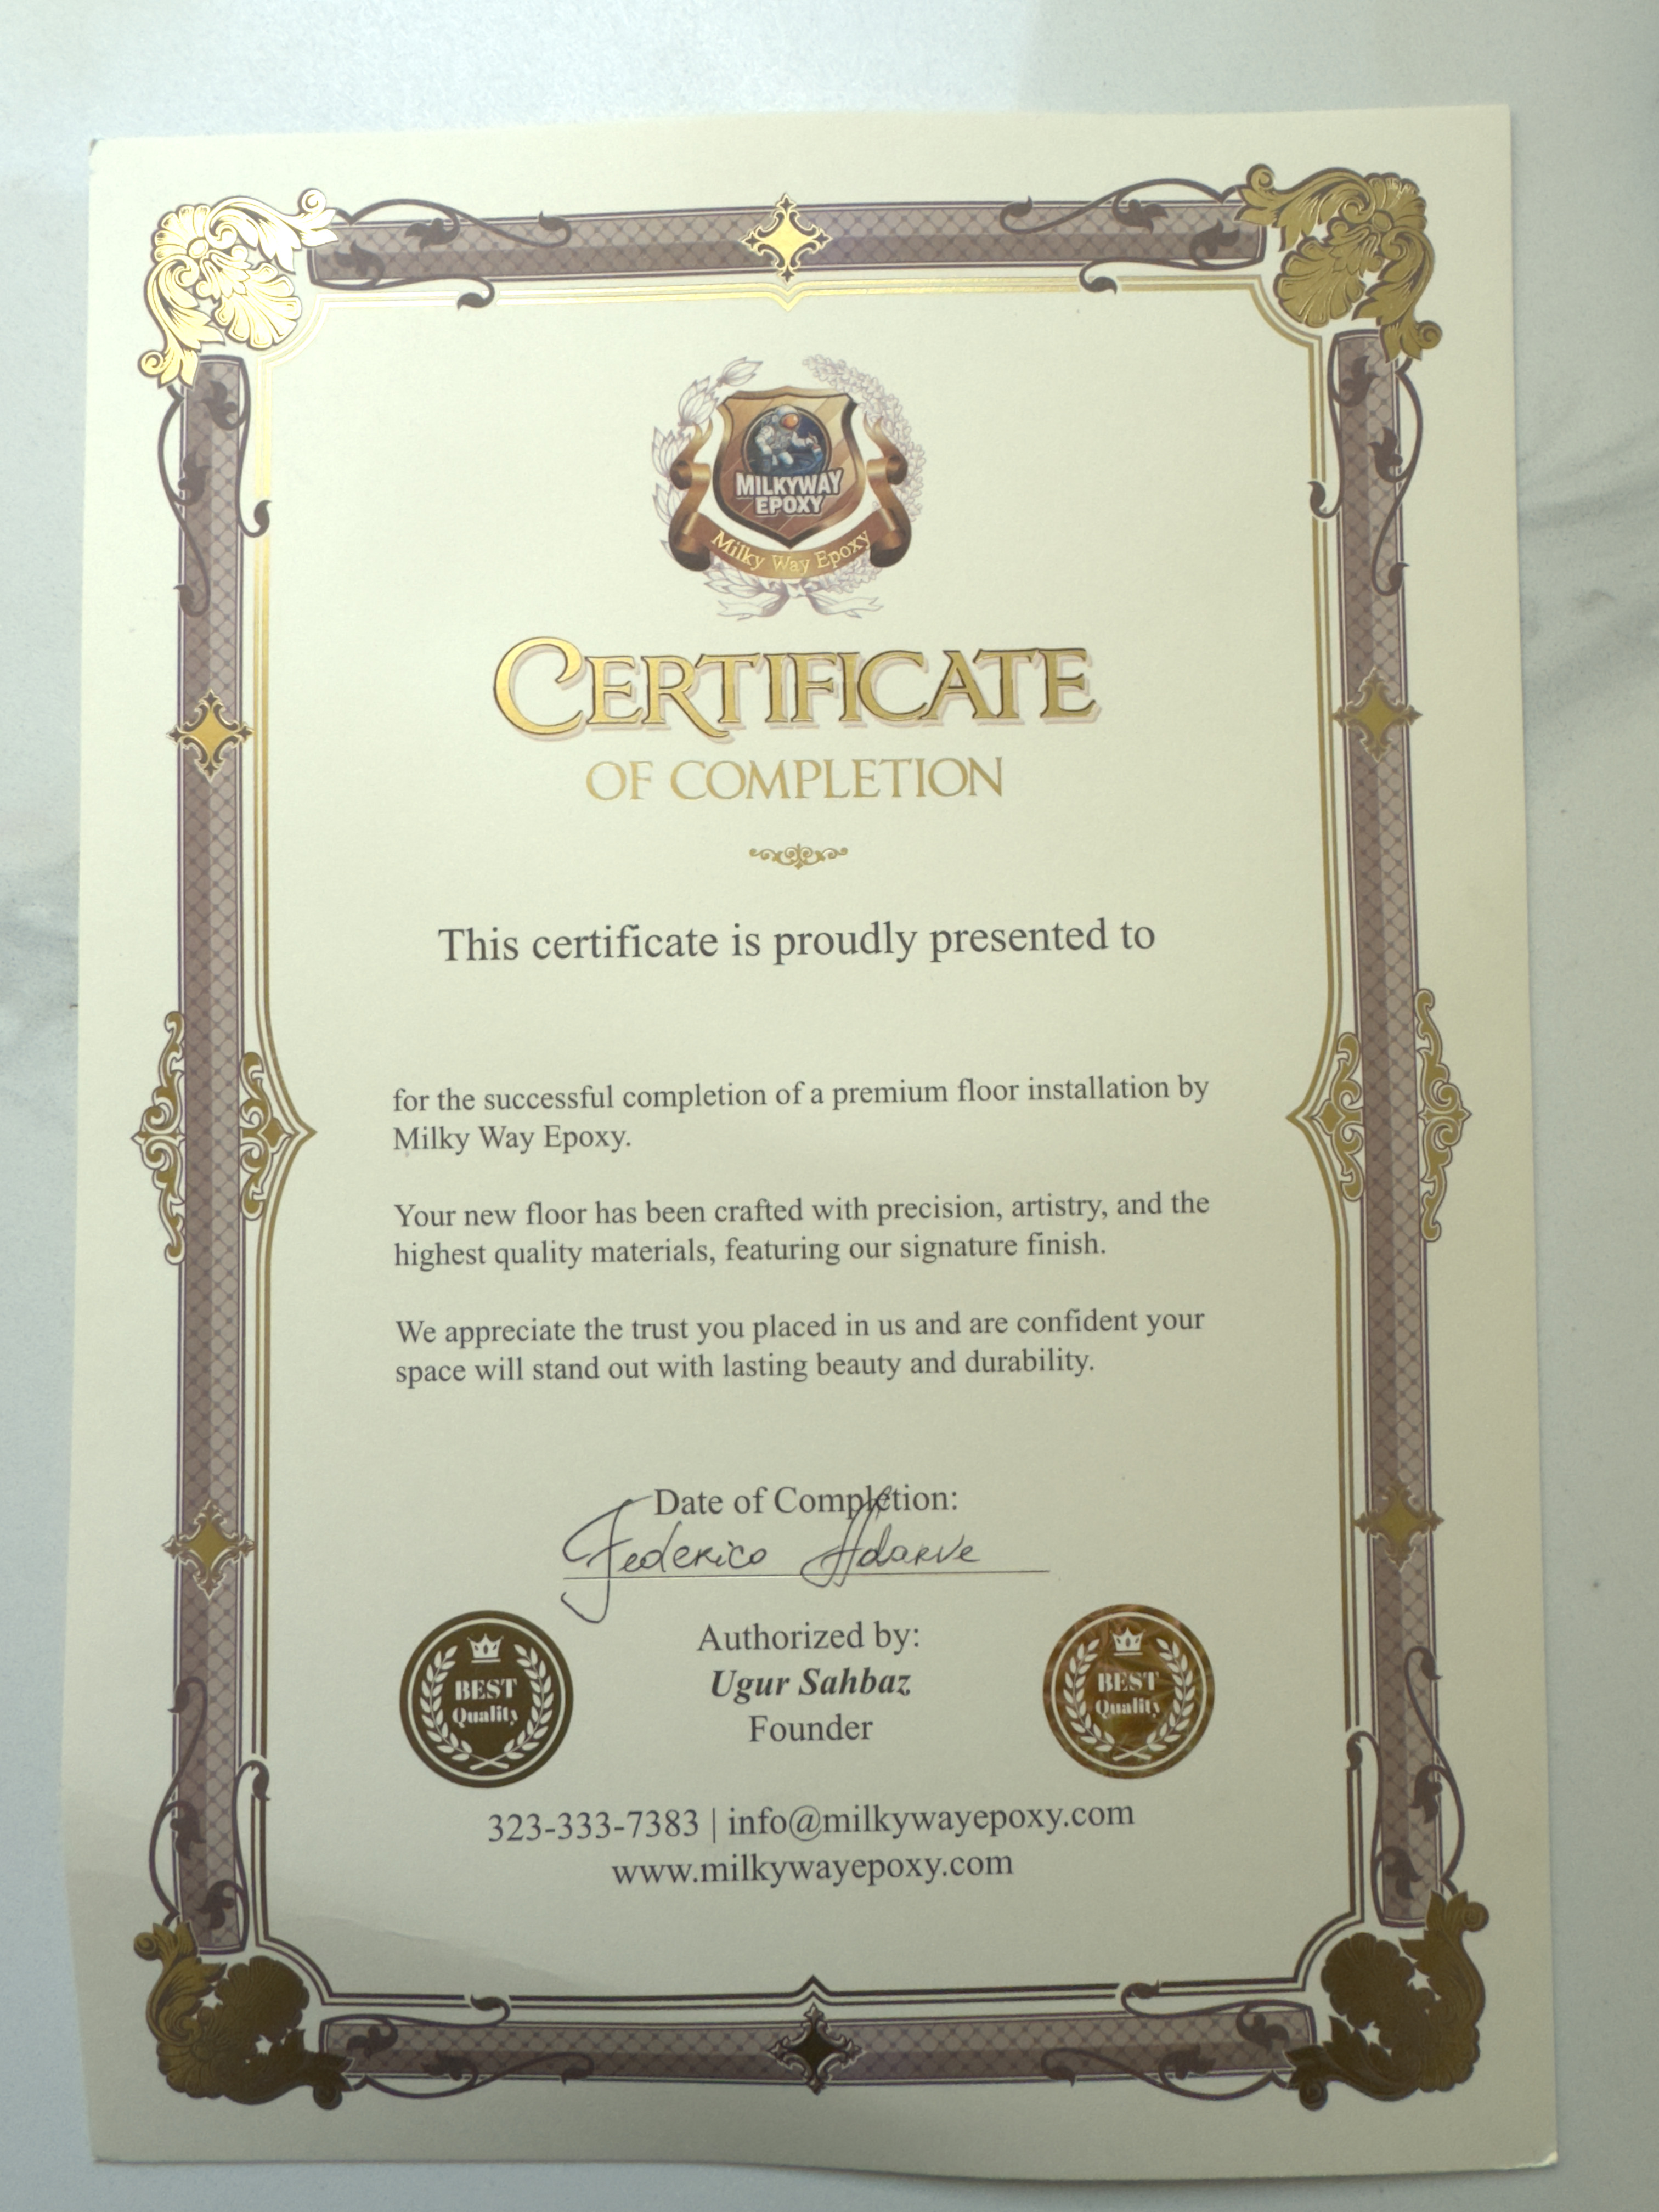 MILKYWAY
EPOXY
Milky Way Epoxy
CERTIFICATE
OF COMPLETION
This certificate is proudly presented to
for the successful completion of a premium floor installation by
Milky Way Epoxy.
Your new floor has been crafted with precision, artistry, and the
highest quality materials, featuring our signature finish.
We appreciate the trust you placed in us and are confident your
space will stand out with lasting beauty and durability.
Date of Completion:
Federico Adarve
Authorized by:
Ugur Sahbaz
Founder
BEST
Quality
BEST
Quality
323-333-7383 | info@milkywayepoxy.com
www.milkywayepoxy.com